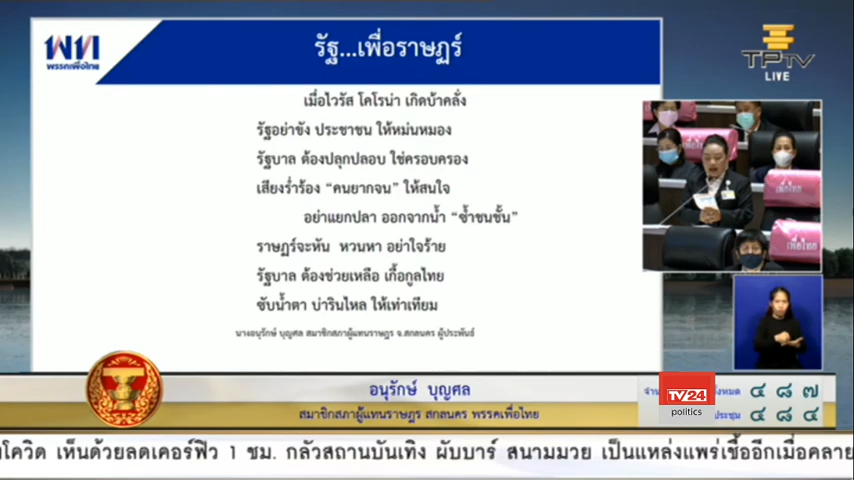 พท
พรรคเพื่อไทย
รัฐ...เพื่อราษฎร์
TPTV
LIVE
เมื่อไวรัส โคโรน่า เกิดบ้าคลั่ง
รัฐอย่าขัง ประชาชน ให้หม่นหมอง
รัฐบาล ต้องปลุกปลอบ ใช่ครอบครอง
เสียงร่ำร้อง “คนยากจน” ให้สนใจ
อย่าแยกปลา ออกจากน้ำ “ซ้ำชนชั้น”
ราษฎร์จะหัน หวนหา อย่าใจร้าย
รัฐบาล ต้องช่วยเหลือ เกื้อกูลไทย
ซับน้ำตา บ่ารินไหล ให้เท่าเทียม
นางอนุรักษ์ บุญศล สมาชิกสภาผู้แทนราษฎร จ.สกลนคร ผู้ประพันธ์
เพื่อไทย
เพื่อไทย
อนุรักษ์ บุญศล
สมาชิกสภาผู้แทนราษฎร สกลนคร พรรคเพื่อไทย
งหมด ๔๘๗
ประชุม ๔๘๔
TV24
politics
โควิด เห็นด้วยลดเคอร์ฟิว 1 ชม. กลัวสถานบันเทิง ผับบาร์ สนามมวย เป็นแหล่งแพร่เชื้ออีกเมื่อคลาย